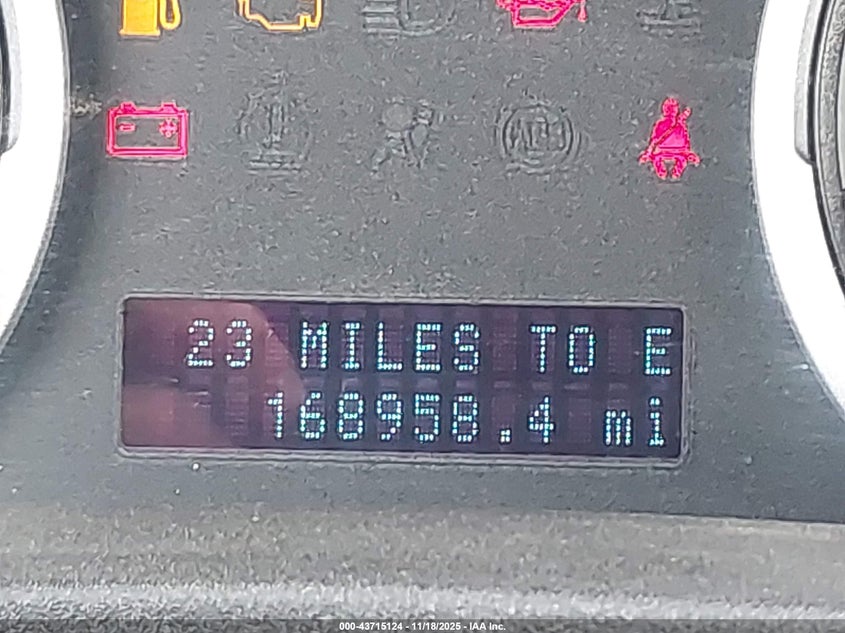 23 MILES TO E
168958.4 mi
000-43715124 - 11/18/2025 - IAA Inc.